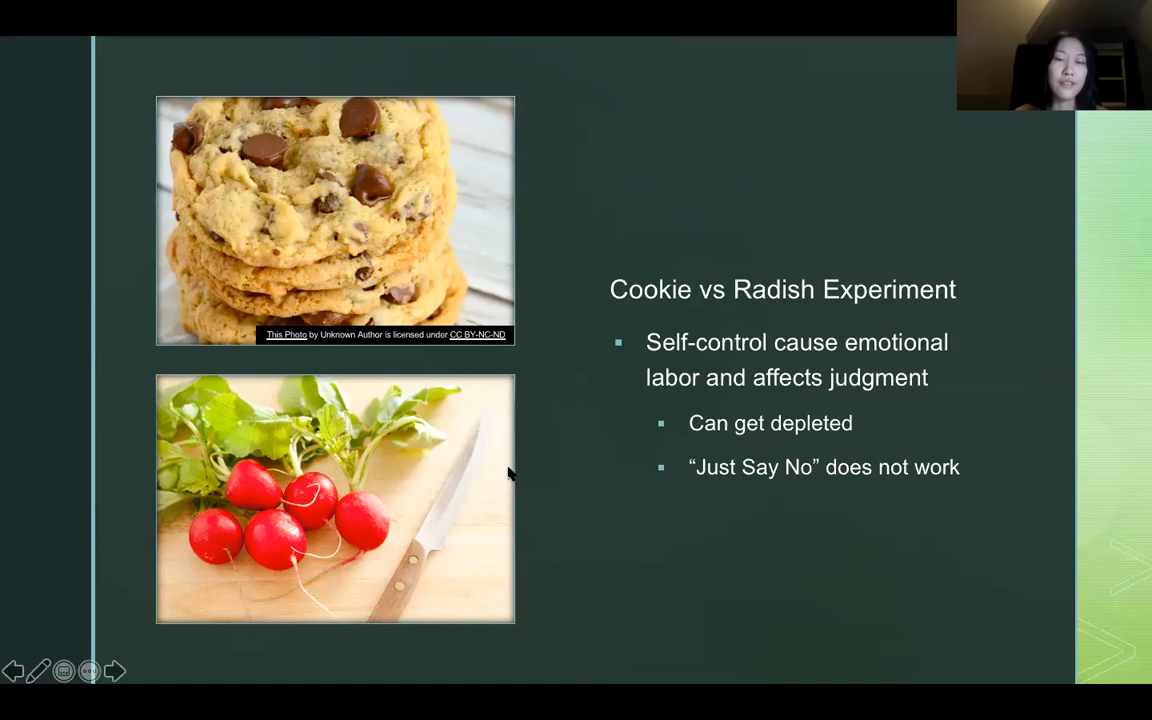 This Photo by Unknown Author is licensed under CC BY-NC-ND
Cookie vs Radish Experiment
Self-control cause emotional
labor and affects judgment
Can get depleted
“Just Say No” does not work